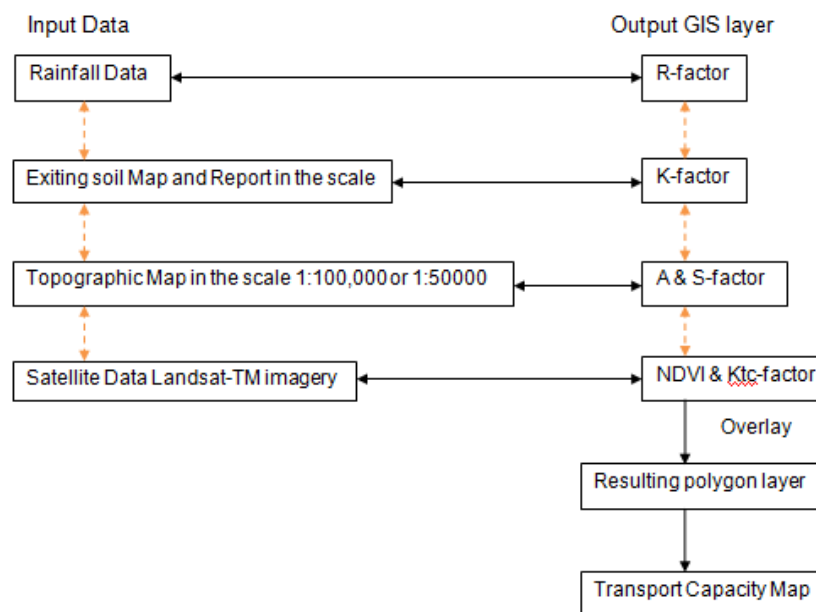 Input Data
Output GIS layer
Rainfall Data
R-factor
Exiting soil Map and Report in the scale
K-factor
Topographic Map in the scale 1:100,000 or 1:50000
A & S-factor
Satellite Data Landsat-TM imagery
NDVI & Ktc-factor
Overlay
Resulting polygon layer
Transport Capacity Map